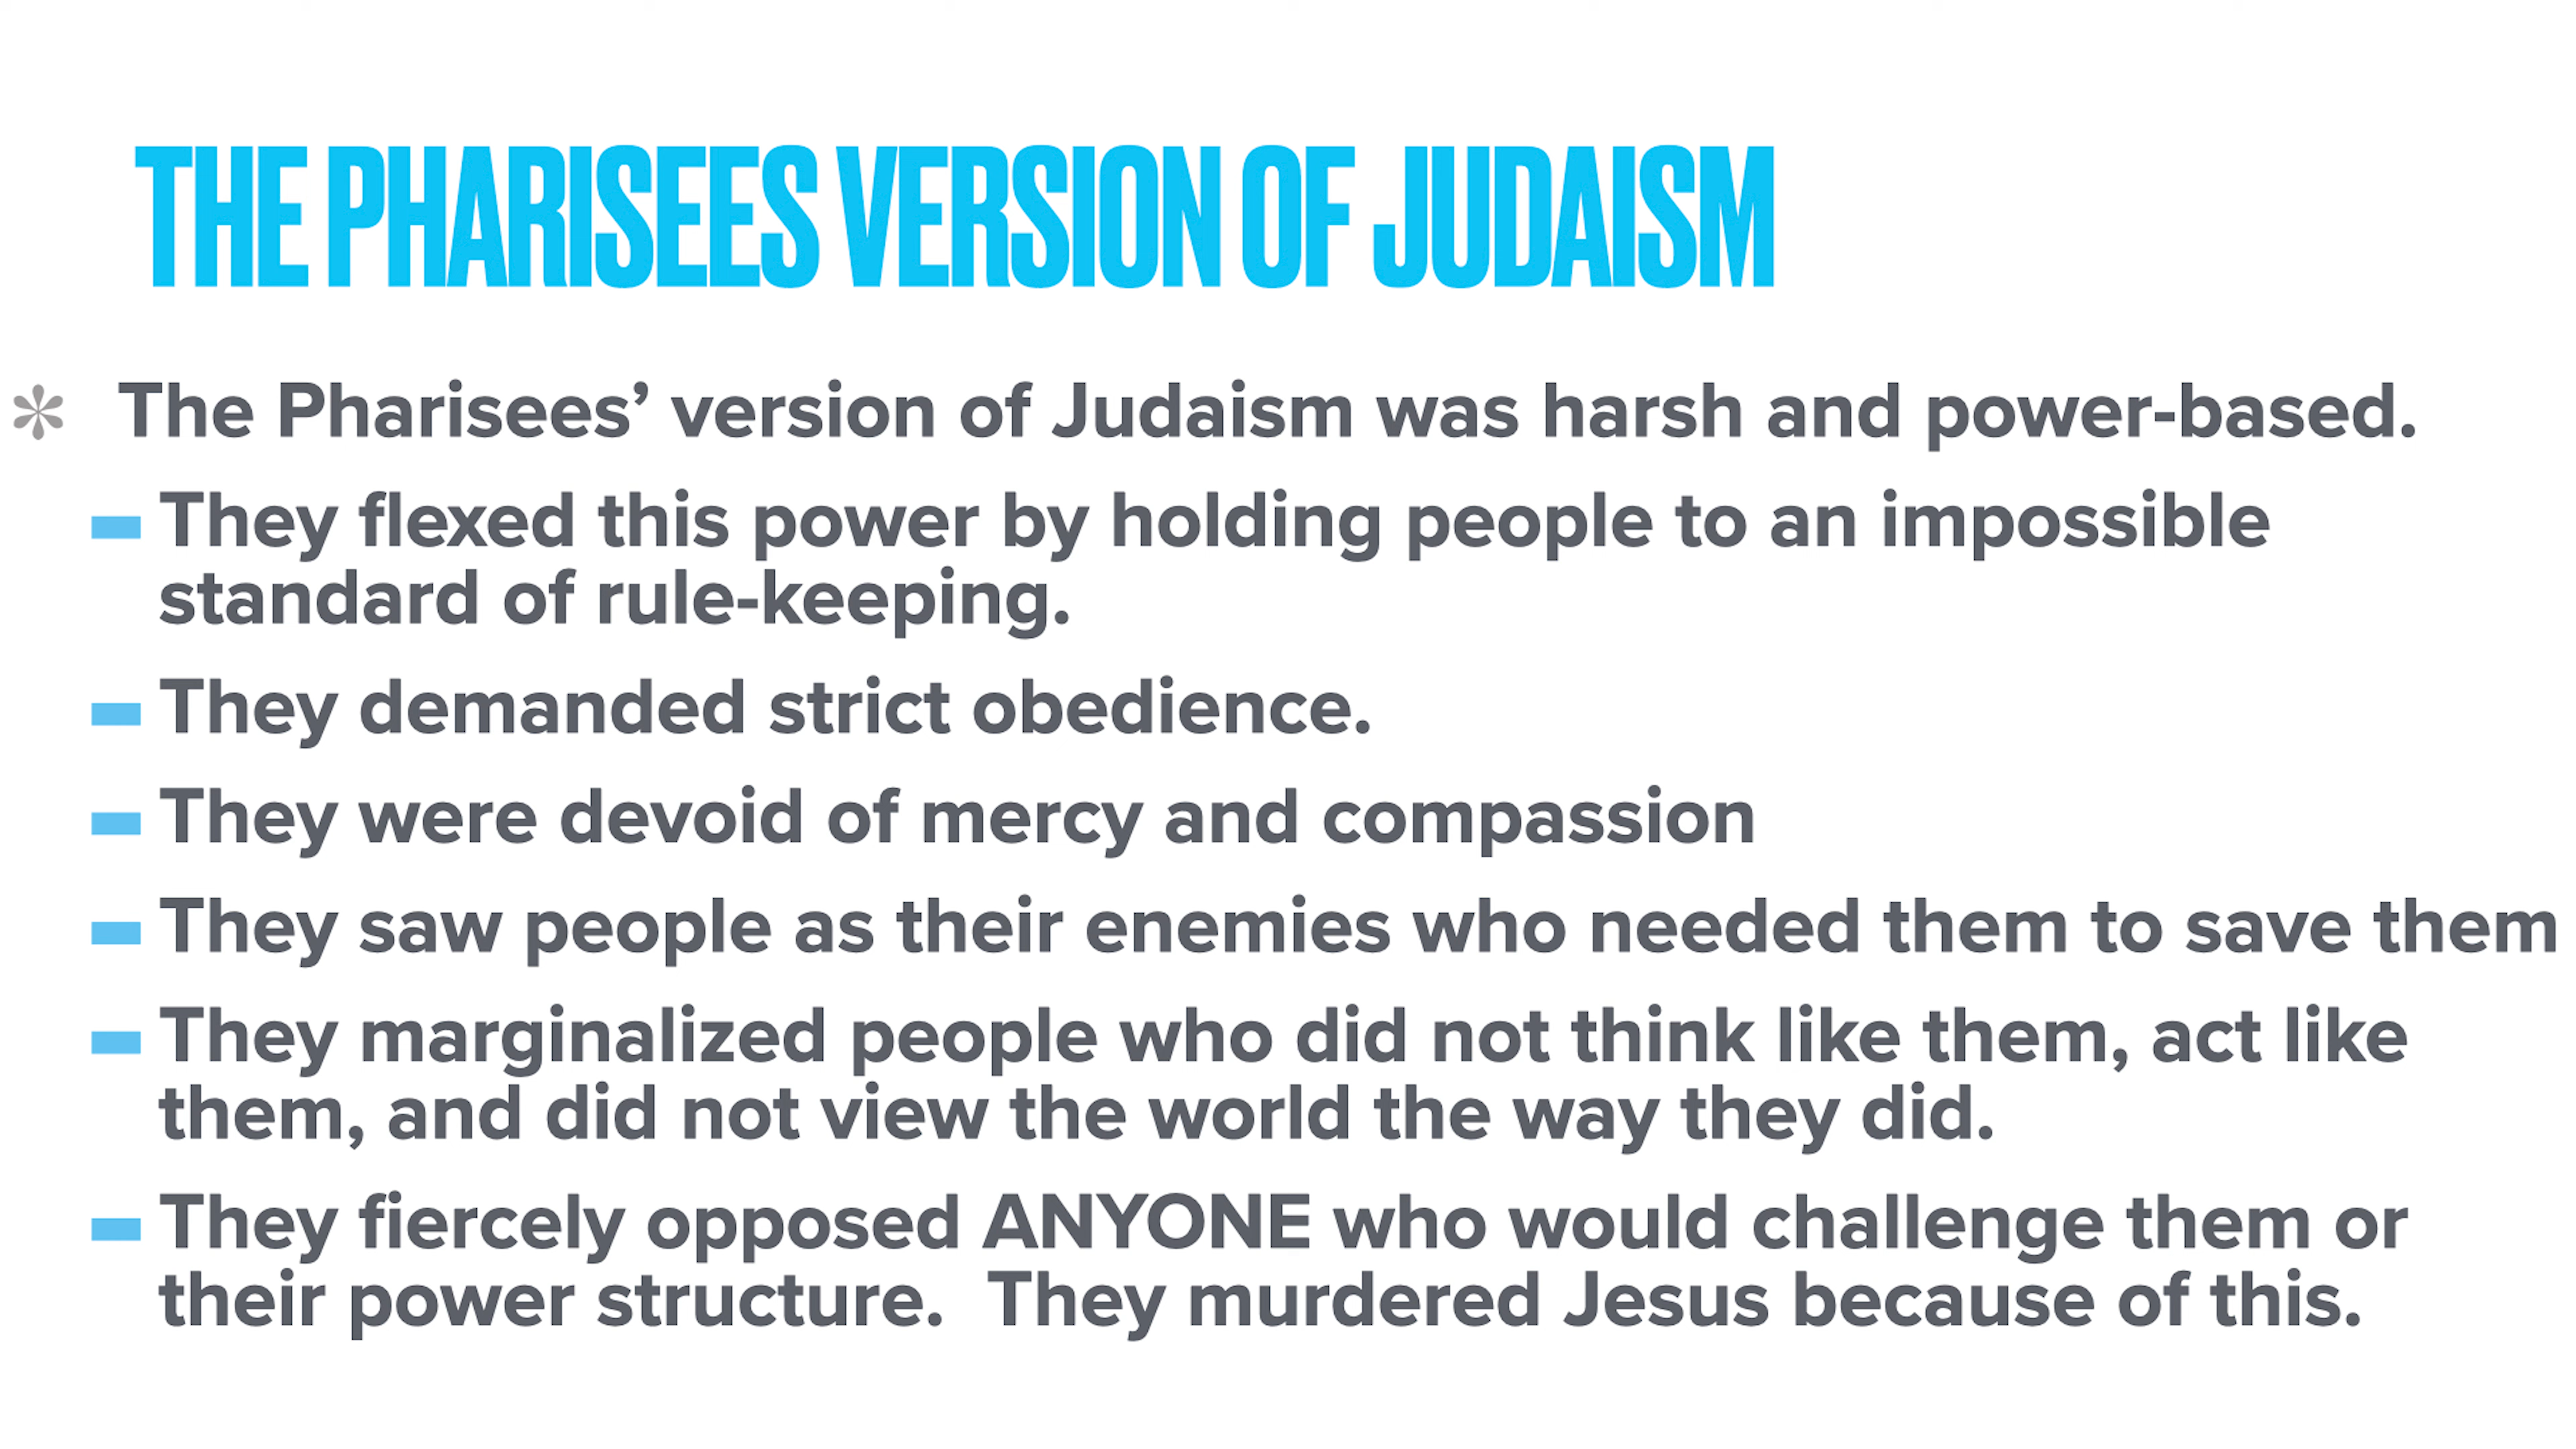 THE PHARISEES VERSION OF JUDAISM
* The Pharisees’ version of Judaism was harsh and power-based.
- They flexed this power by holding people to an impossible
standard of rule-keeping.
- They demanded strict obedience.
- They were devoid of mercy and compassion
- They saw people as their enemies who needed them to save them
- They marginalized people who did not think like them, act like
them, and did not view the world the way they did.
- They fiercely opposed ANYONE who would challenge them or
their power structure.  They murdered Jesus because of this.